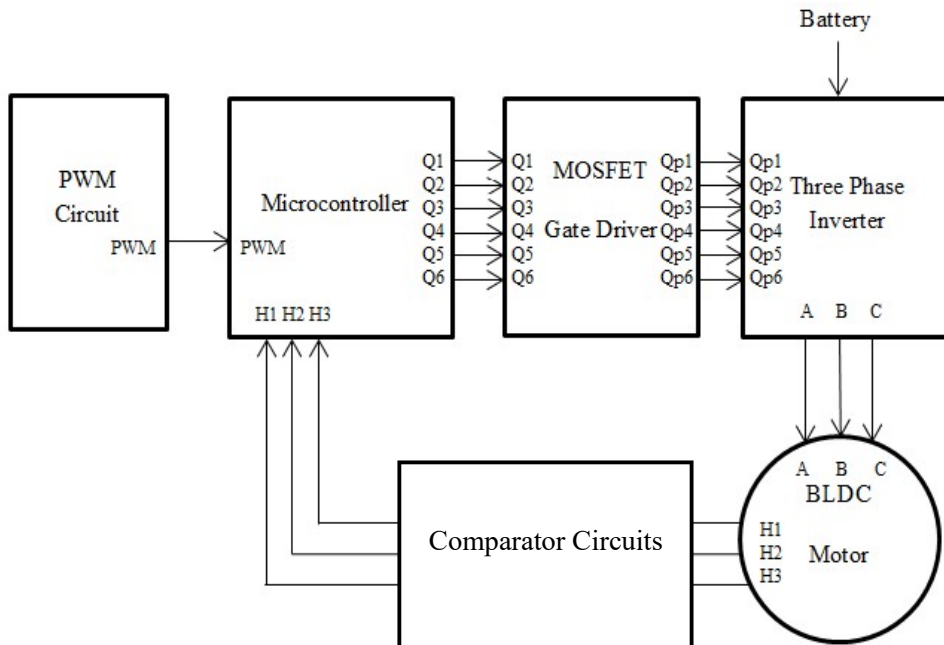 Battery
PWM
Circuit
PWM
PWM
Microcontroller
H1 H2 H3
Q1
Q2
Q3
Q4
Q5
Q6
Q1
Q2
Q3
Q4
Q5
Q6
MOSFET
Gate Driver
Qp1
Qp2
Qp3
Qp4
Qp5
Qp6
Qp1
Qp2
Qp3
Qp4
Qp5
Qp6
Three Phase
Inverter
A B C
A B C
BLDC
Motor
H1
H2
H3
Comparator Circuits